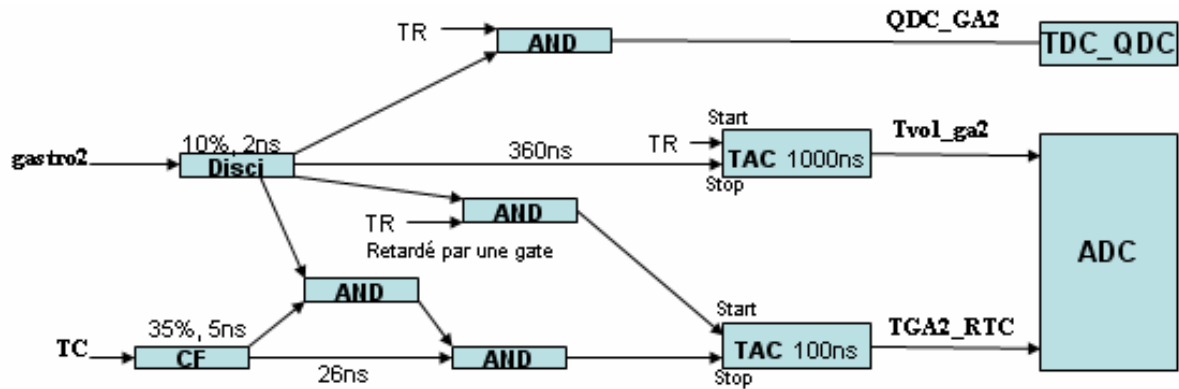 QDC_GA2
TR
AND
TDC_QDC
Start
Tvol_ga2
10%, 2ns
TR
gastro2
Disci
360ns
TAC 1000ns
Stop
AND
TR
Retardé par une gate
ADC
AND
Start
35%, 5ns
TGA2_RTC
TC
CF
26ns
AND
TAC 100ns
Stop